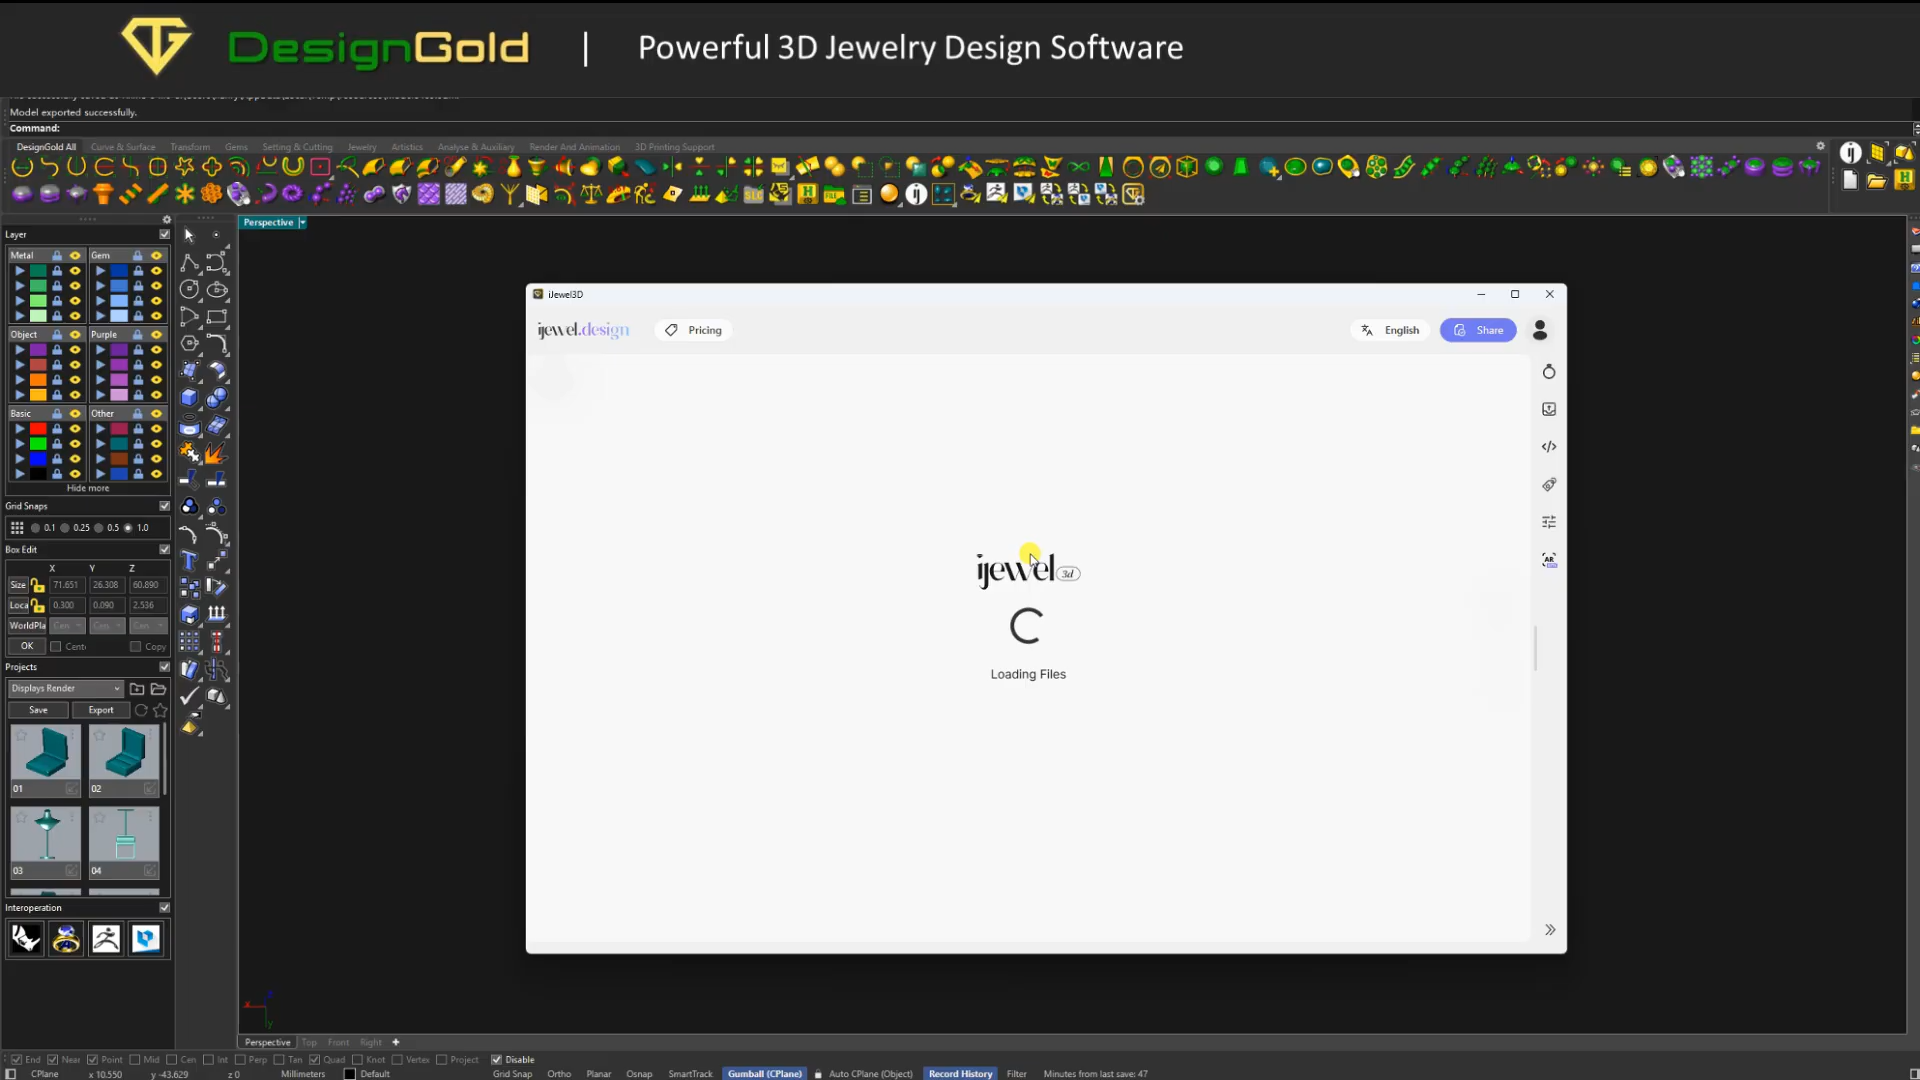 DesignGold | Powerful 3D Jewelry Design Software
Model exported successfully.
Command:
DesignGold All Curve & Surface Transform Gems Setting & Cutting Jewelry Artistics Analyse & Auxiliary Render And Animation 3D Printing Support
Perspective
Layer
Metal Gem
Object Purple
Basic Other
Hide more
Grid Snaps
0.1 0.25 0.5 1.0
Box Edit
X Y Z
Size 71.651 26.308 60.890
Loca 0.300 0.090 2.536
WorldPla Cen Cen Cen
OK Cent Copy
Projects
Displays Render
Save Export
01 02
03 04
Interoperation
iJewel3D
ijewel.design Pricing English Share
AR
ijewel 3d
Loading Files
x y
Perspective Top Front Right
End Near Point Mid Cen Int Perp Tan Quad Knot Vertex Project Disable
CPlane x 10.550 y -43.629 z 0 Millimeters Default Grid Snap Ortho Planar Osnap SmartTrack Gumball (CPlane) Auto CPlane (Object) Record History Filter Minutes from last save: 47